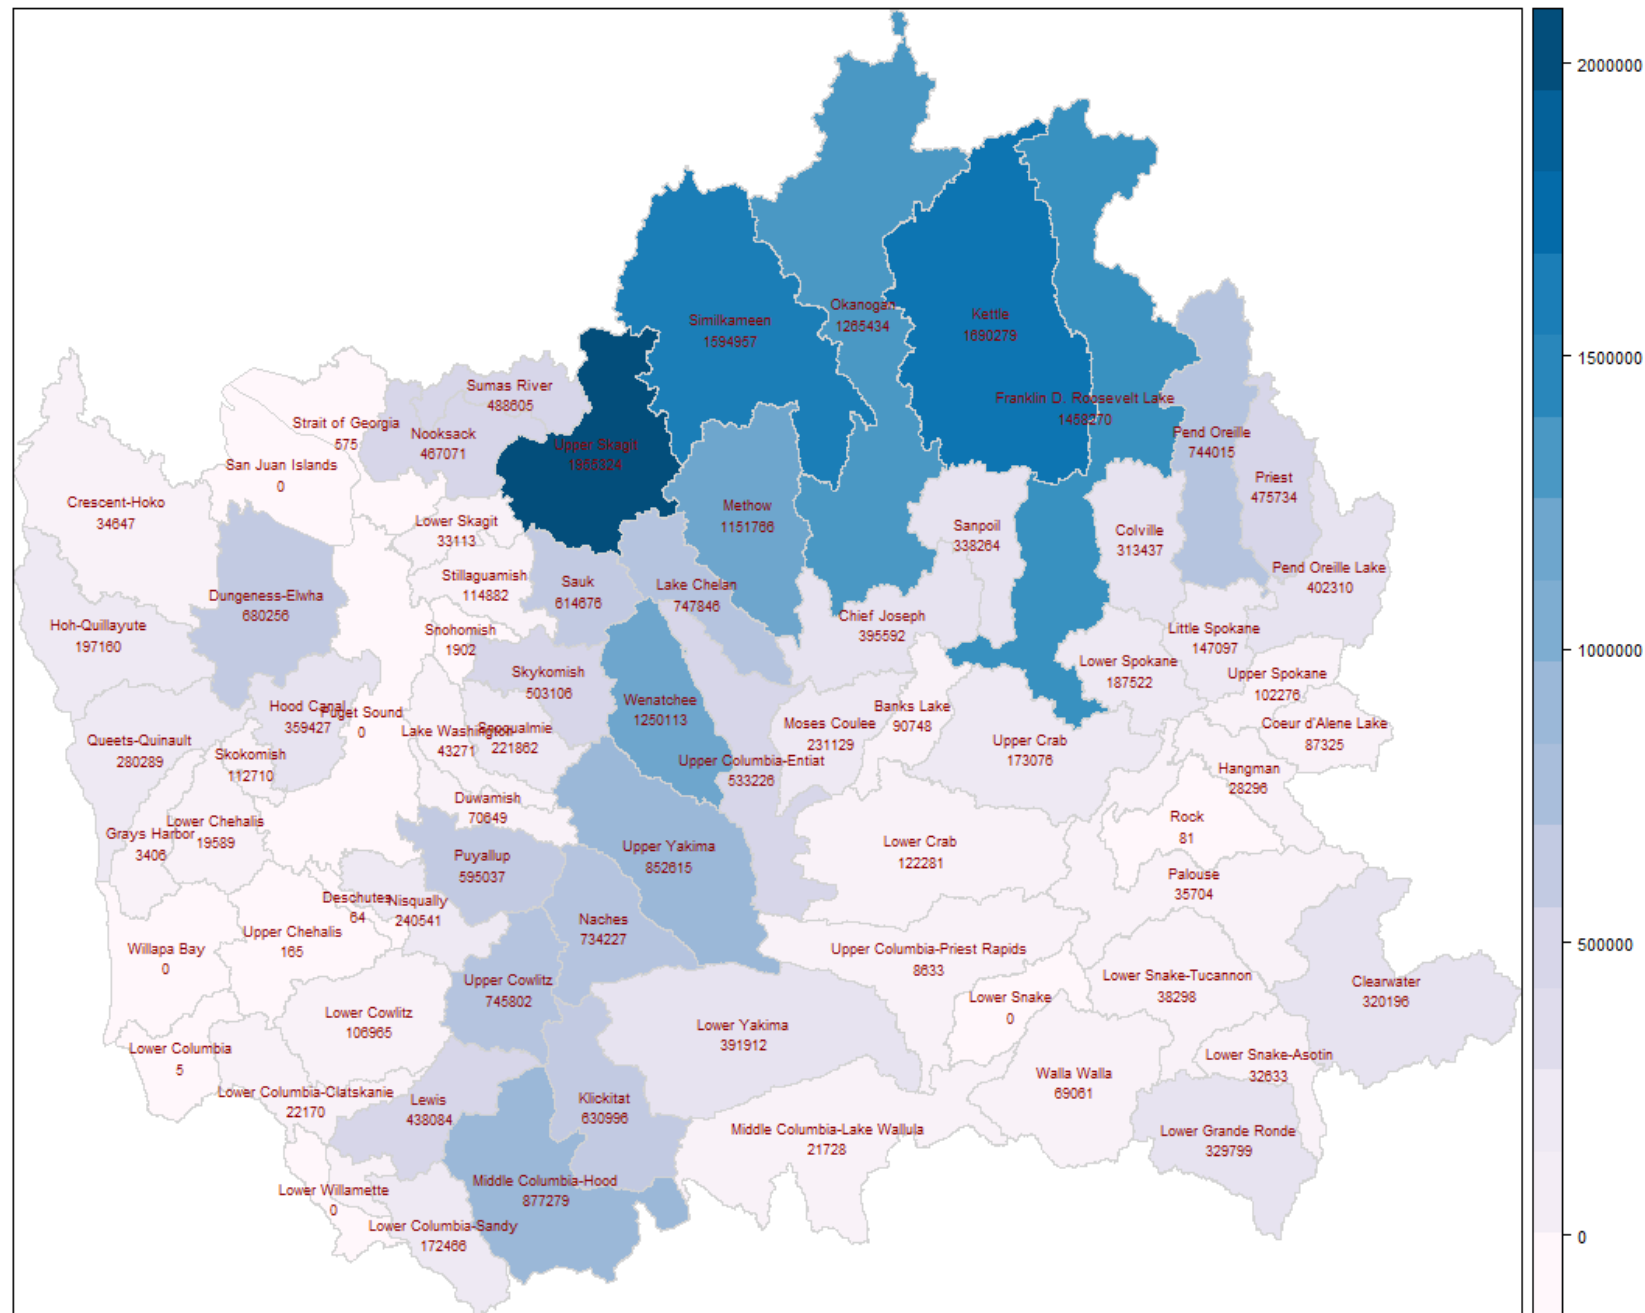 2000000
1500000
1000000
500000
0
Okanogan
1265434
Kettle
1690279
Similkameen
1594957
Franklin D. Roosevelt Lake
1458270
Sumas River
488605
Strait of Georgia
575
Nooksack
467071
Upper Skagit
1955324
Pend Oreille
744015
San Juan Islands
0
Priest
475734
Crescent-Hoko
34647
Methow
1151766
Lower Skagit
33113
Sanpoil
338264
Colville
313437
Stillaguamish
114882
Sauk
614676
Lake Chelan
747846
Pend Oreille Lake
402310
Dungeness-Elwha
680256
Chief Joseph
395592
Hoh-Quillayute
197160
Snohomish
1902
Little Spokane
147097
Skykomish
503106
Lower Spokane
187522
Upper Spokane
102276
Wenatchee
1250113
Hood Canal
359427
Puget Sound
0
Banks Lake
90748
Moses Coulee
231129
Coeur d'Alene Lake
87325
Lake Washington
43271
Snoqualmie
221862
Queets-Quinault
280289
Upper Crab
173076
Skokomish
112710
Upper Columbia-Entiat
533226
Hangman
28296
Duwamish
70649
Rock
81
Lower Chehalis
19589
Grays Harbor
3406
Lower Crab
122281
Upper Yakima
852615
Puyallup
595037
Palouse
35704
Deschutes
64
Nisqually
240541
Naches
734227
Upper Chehalis
165
Willapa Bay
0
Upper Columbia-Priest Rapids
8633
Lower Snake-Tucannon
38298
Upper Cowlitz
745802
Clearwater
320196
Lower Snake
0
Lower Cowlitz
106965
Lower Yakima
391912
Lower Columbia
5
Lower Snake-Asotin
32633
Walla Walla
69061
Lower Columbia-Clatskanie
22170
Lewis
438084
Klickitat
630996
Middle Columbia-Lake Wallula
21728
Lower Grande Ronde
329799
Middle Columbia-Hood
877279
Lower Willamette
0
Lower Columbia-Sandy
172466